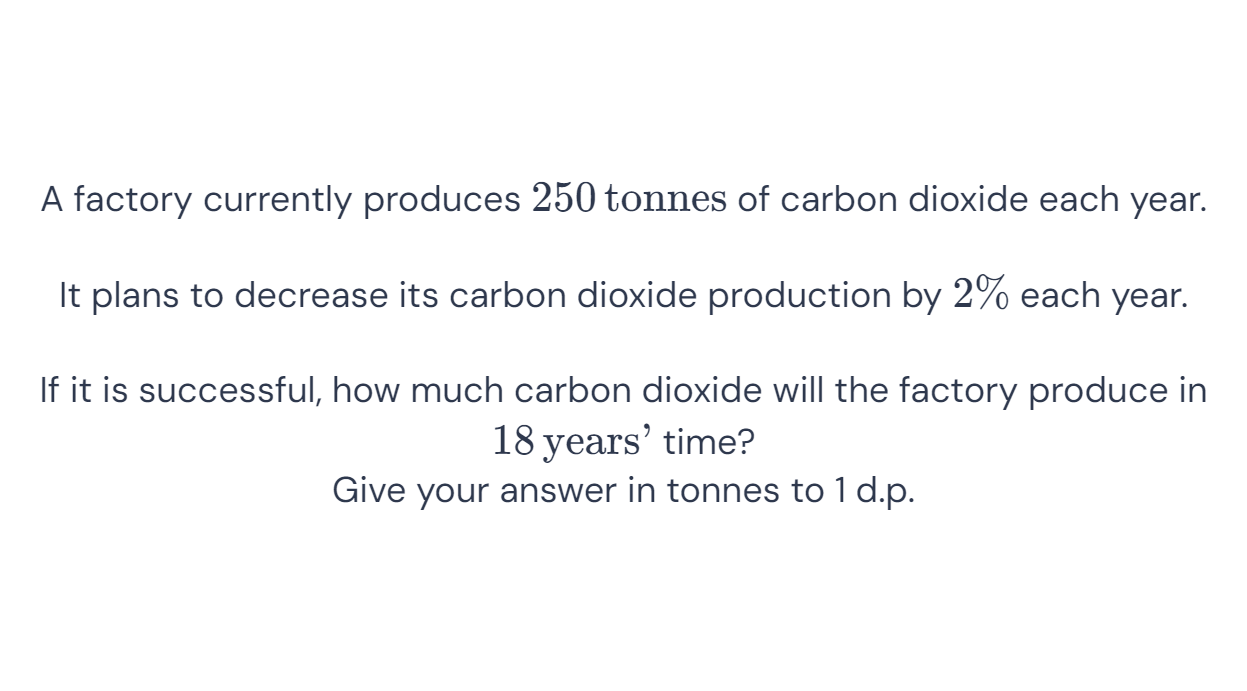 A factory currently produces 250 tonnes of carbon dioxide each year.
It plans to decrease its carbon dioxide production by 2% each year.
If it is successful, how much carbon dioxide will the factory produce in
18 years’ time?
Give your answer in tonnes to 1 d.p.